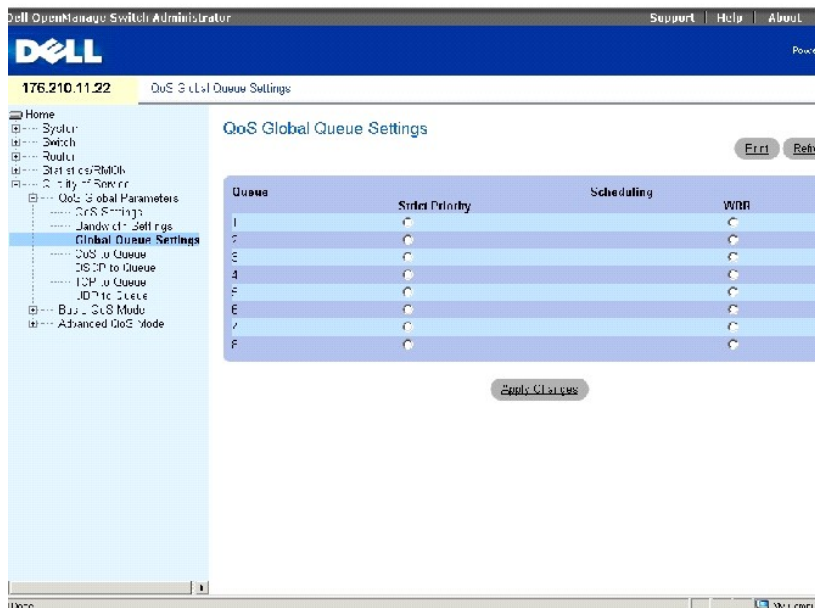 Dell OpenManage Switch Administrator
Support | Help | About
DELL
176.210.11.22
QoS Global Queue Settings
Home
System
Switch
Router
Statistics/RMON
Quality of Service
QoS Global Parameters
QoS Settings
Bandwidth Settings
Global Queue Settings
CoS to Queue
DSCP to Queue
TCP to Queue
UDP to Queue
Basic QoS Mode
Advanced QoS Mode
QoS Global Queue Settings
Print
Refre
Queue
Scheduling
Strict Priority
WRR
1
2
3
4
5
6
7
8
Apply Changes
Done